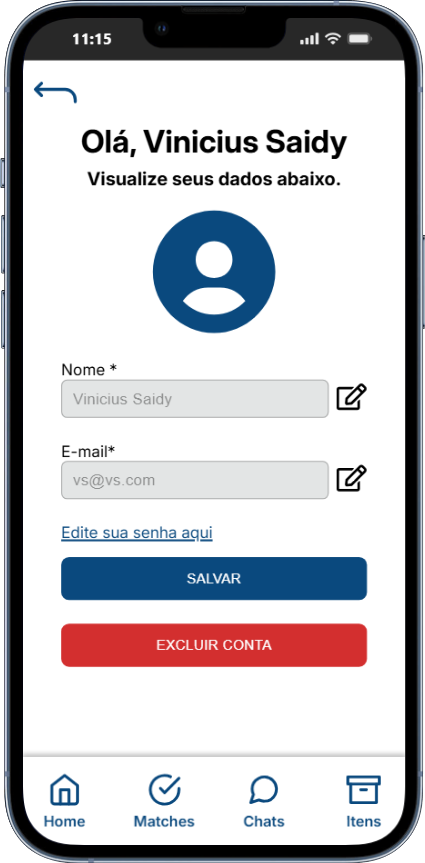 11:15
Olá, Vinicius Saidy
Visualize seus dados abaixo.
Nome *
Vinicius Saidy
E-mail*
vs@vs.com
Edite sua senha aqui
SALVAR
EXCLUIR CONTA
Home Matches Chats Itens